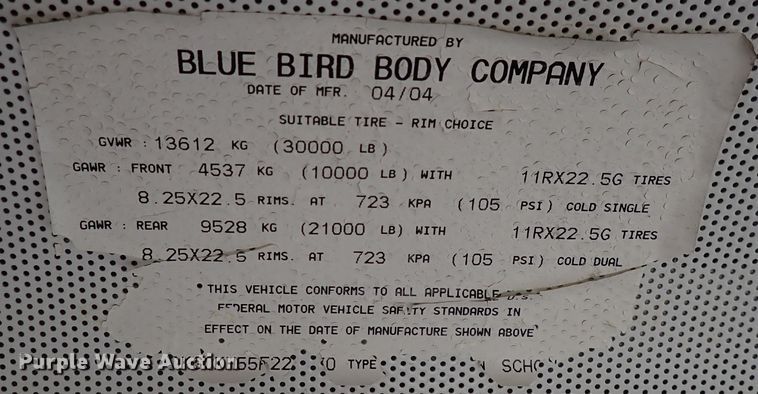 MANUFACTURED BY
BLUE BIRD BODY COMPANY
DATE OF MFR. 04/04
SUITABLE TIRE - RIM CHOICE
GVWR : 13612 KG (30000 LB)
GAWR : FRONT 4537 KG (10000 LB) WITH 11RX22.5G TIRES
8.25X22.5 RIMS. AT 723 KPA (105 PSI) COLD SINGLE
GAWR : REAR 9528 KG (21000 LB) WITH 11RX22.5G TIRES
8.25X22.5 RIMS. AT 723 KPA (105 PSI) COLD DUAL
THIS VEHICLE CONFORMS TO ALL APPLICABLE U.S.
FEDERAL MOTOR VEHICLE SAFETY STANDARDS IN
EFFECT ON THE DATE OF MANUFACTURE SHOWN ABOVE
TYPE
Purple Wave Auction